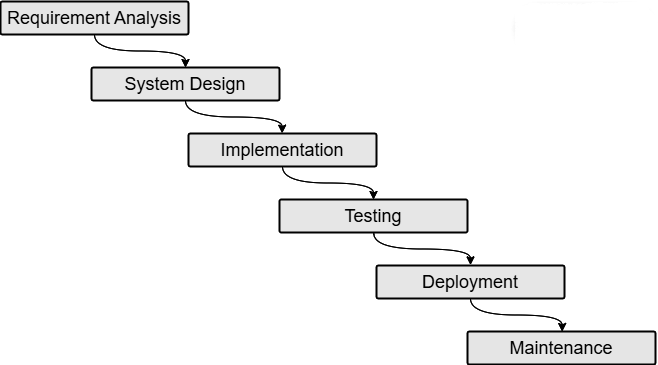 Requirement Analysis
System Design
Implementation
Testing
Deployment
Maintenance